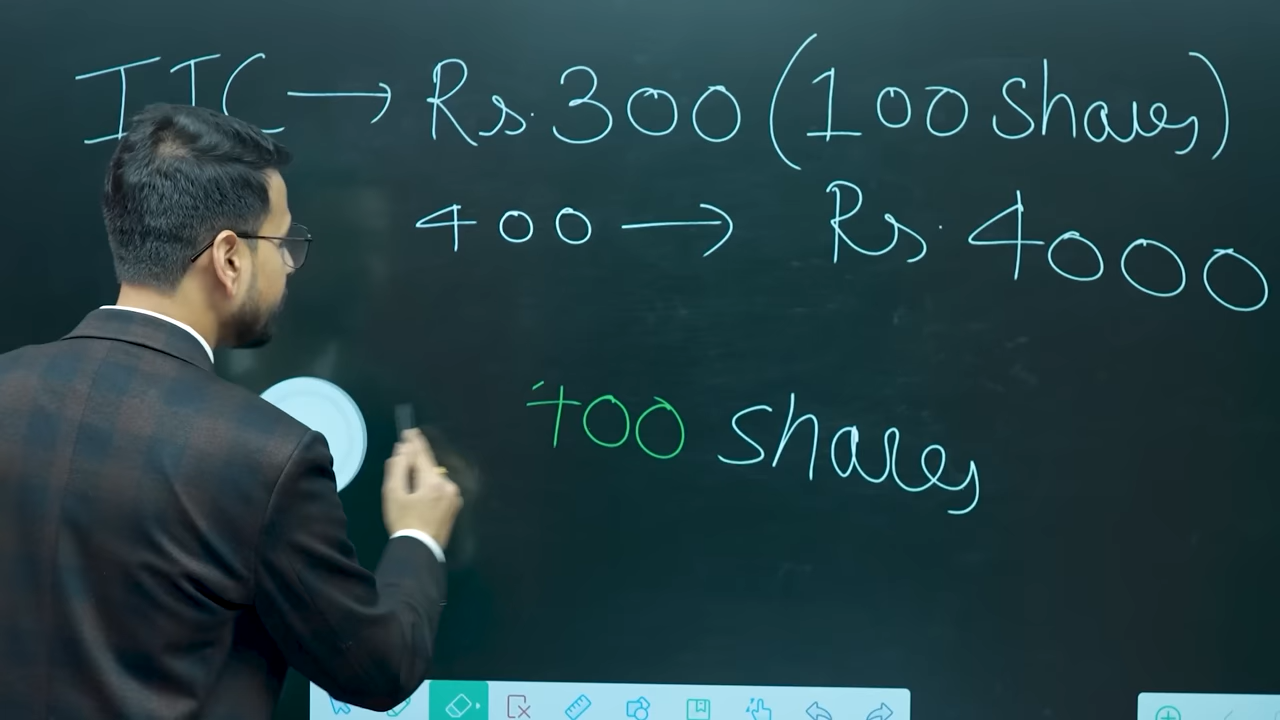 ITC → Rs. 300 (100 shares)
400 → Rs. 4000
400 shares